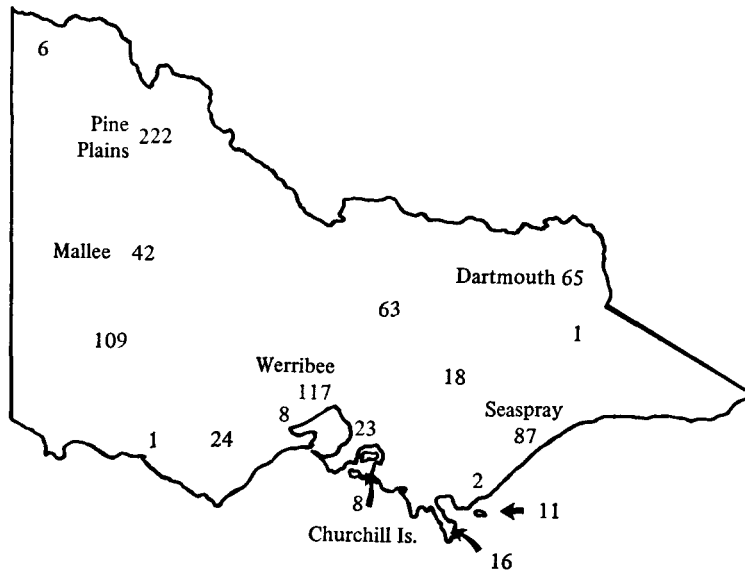 6
Pine
Plains 222
Mallee 42
Dartmouth 65
63
1
109
Werribee
117
18
8
Seaspray
87
1
24
23
2
8
11
Churchill Is.
16